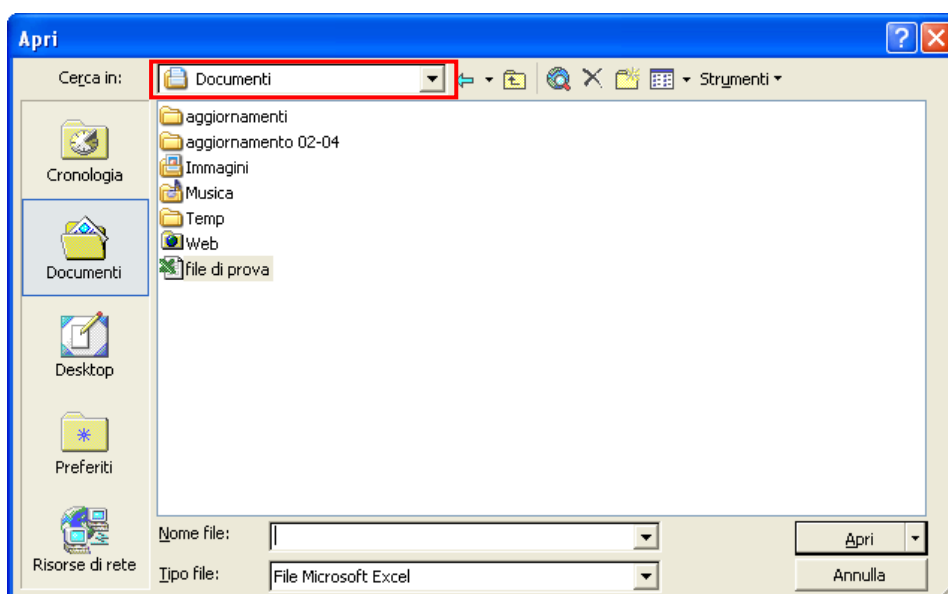 Apri
Cerca in:
Documenti
Strumenti
aggiornamenti
aggiornamento 02-04
Immagini
Musica
Temp
Web
file di prova
Cronologia
Documenti
Desktop
Preferiti
Risorse di rete
Nome file:
Apri
Tipo file:
File Microsoft Excel
Annulla